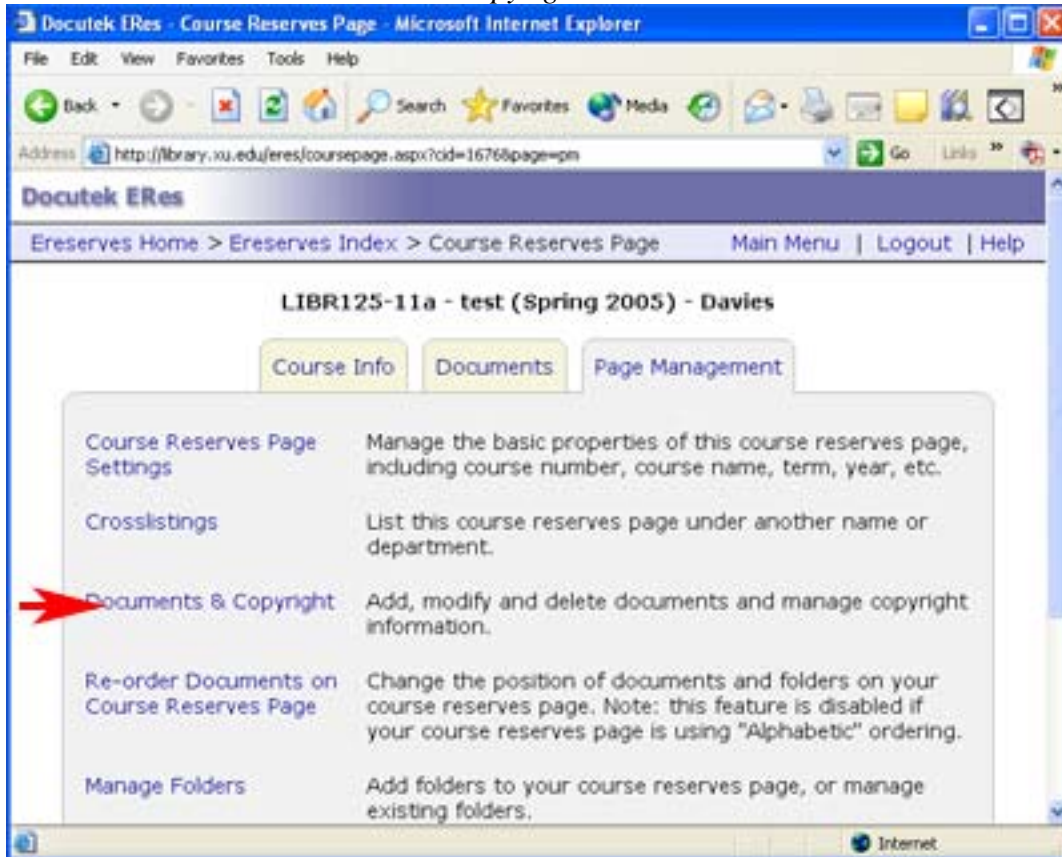 Docutek ERes - Course Reserves Page - Microsoft Internet Explorer
File Edit View Favorites Tools Help
Back Search Favorites Media
Address http://library.xu.edu/eres/coursepage.aspx?cid=1676&page=pm Go Links
Docutek ERes
Ereserves Home > Ereserves Index > Course Reserves Page Main Menu | Logout | Help
LIBR125-11a - test (Spring 2005) - Davies
Course Info Documents Page Management
Course Reserves Page Manage the basic properties of this course reserves page,
Settings including course number, course name, term, year, etc.
Crosslistings List this course reserves page under another name or
department.
Documents & Copyright Add, modify and delete documents and manage copyright
information.
Re-order Documents on Change the position of documents and folders on your
Course Reserves Page course reserves page. Note: this feature is disabled if
your course reserves page is using "Alphabetic" ordering.
Manage Folders Add folders to your course reserves page, or manage
existing folders.
Internet